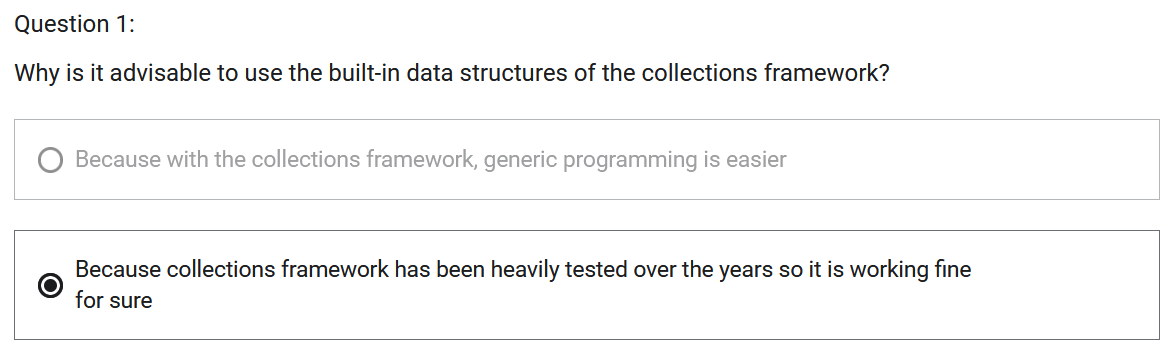 Question 1:
Why is it advisable to use the built-in data structures of the collections framework?
Because with the collections framework, generic programming is easier
Because collections framework has been heavily tested over the years so it is working fine
for sure